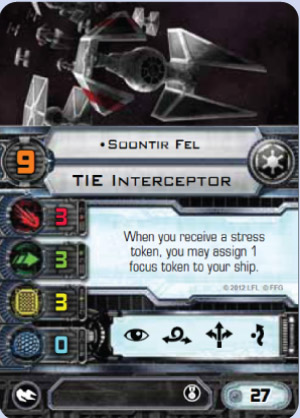 • Soontir Fel
9
TIE Interceptor
3
When you receive a stress
token, you may assign 1
focus token to your ship.
3
3
© 2012 LFL © FFG
0
27